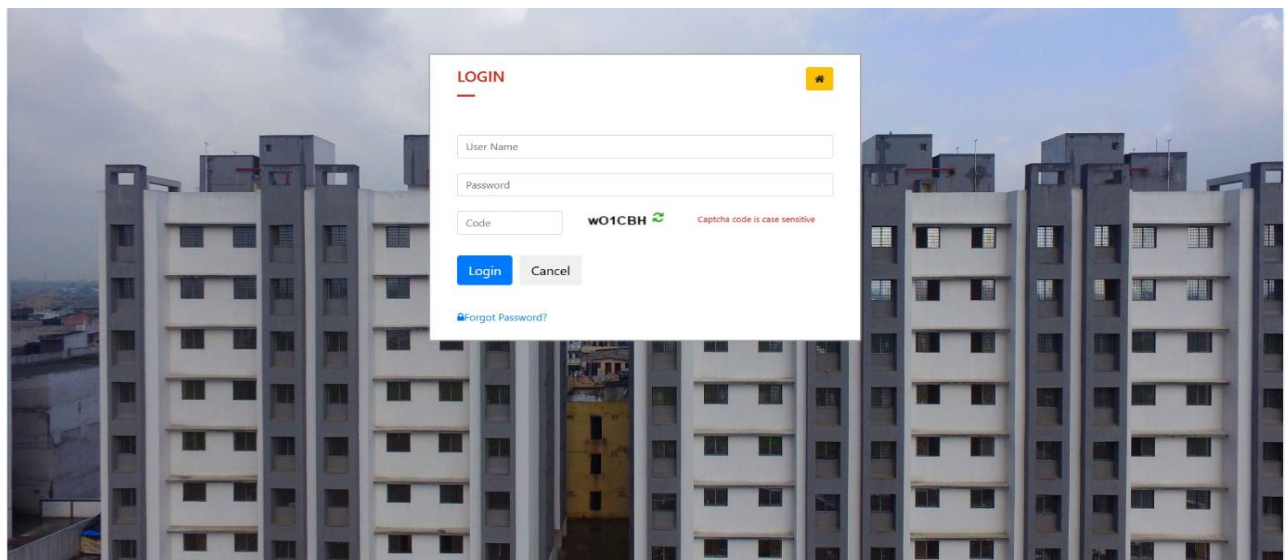 LOGIN
User Name
Password
Code wO1CBH Captcha code is case sensitive
Login Cancel
Forgot Password?